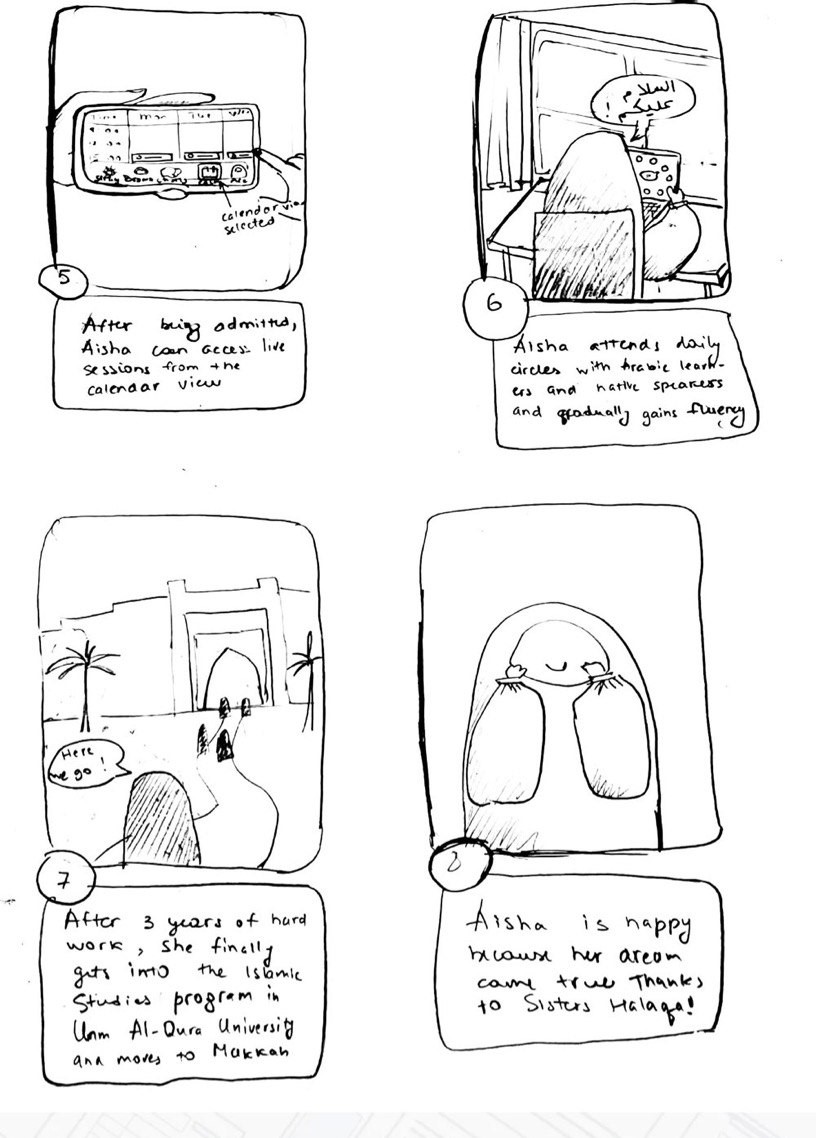 Time Mon Tue Wed
Study Drama
calendar view
selected
5
After being admitted,
Aisha can access live
sessions from the
calendar view
السلام
عليكم !
6
Aisha attends daily
circles with Arabic learn-
ers and native speakers
and gradually gains fluency
Here
we go !
7
After 3 years of hard
work, she finally
gets into the Islamic
Studies program in
Umm Al-Qura University
and moves to Makkah
8
Aisha is happy
because her dream
came true Thanks
to Sisters Halaqa!